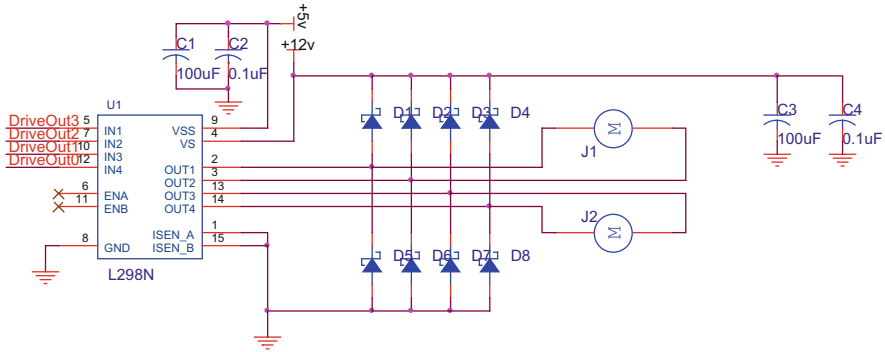 +5v
+12v
C1
100uF
C2
0.1uF
U1
DriveOut3 5 IN1
DriveOut2 7 IN2
DriveOut1 10 IN3
DriveOut0 12 IN4
6 ENA
11 ENB
8 GND
VSS 9
VS 4
OUT1 2
OUT2 3
OUT3 13
OUT4 14
ISEN_A 1
ISEN_B 15
L298N
D1 D2 D3 D4
D5 D6 D7 D8
M
J1
M
J2
C3
100uF
C4
0.1uF